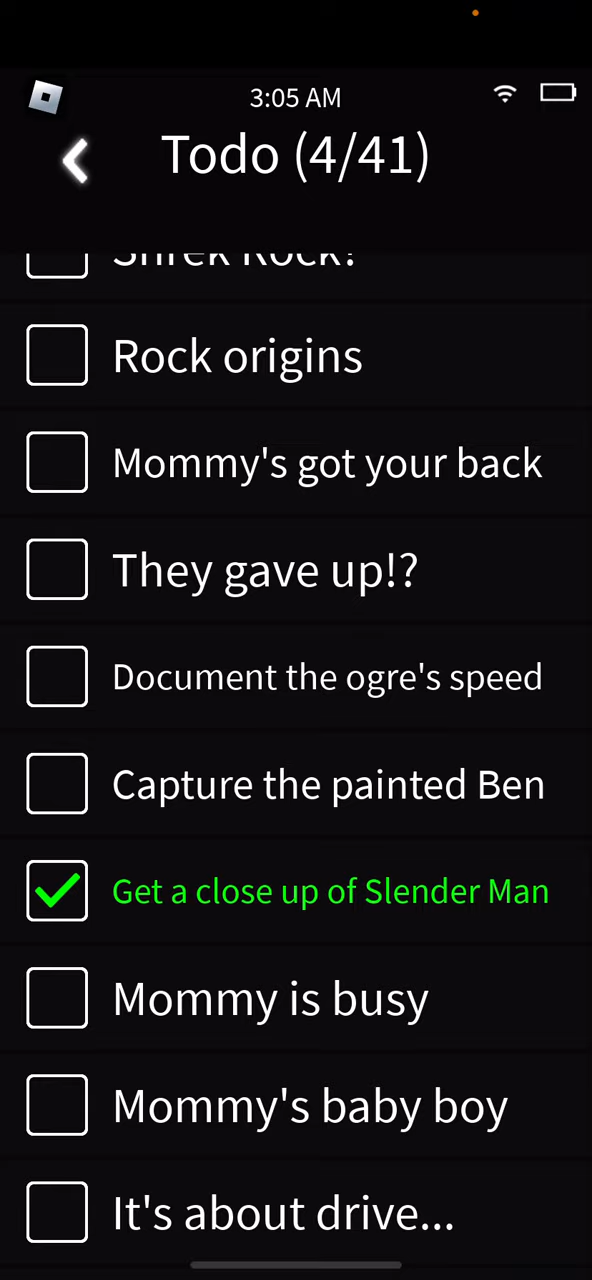 3:05 AM
Todo (4/41)
Shrek Rock?
Rock origins
Mommy's got your back
They gave up!?
Document the ogre's speed
Capture the painted Ben
Get a close up of Slender Man
Mommy is busy
Mommy's baby boy
It's about drive...